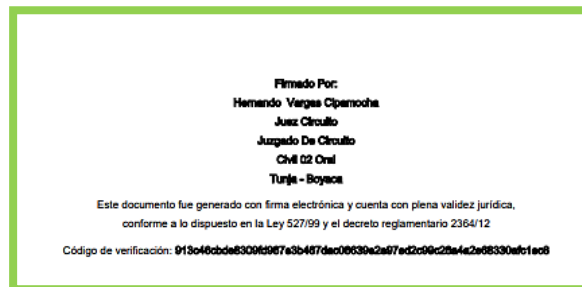 Firmado Por:
Hernando Vargas Cipamocha
Juez Circuito
Juzgado De Circuito
Civil 02 Oral
Tunja - Boyaca
Este documento fue generado con firma electrónica y cuenta con plena validez jurídica,
conforme a lo dispuesto en la Ley 527/99 y el decreto reglamentario 2364/12
Código de verificación: